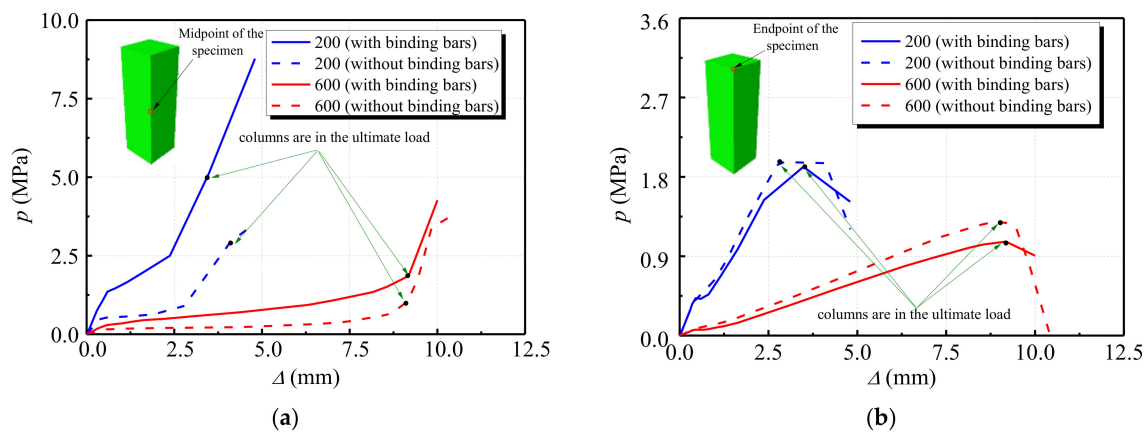 10.0
7.5
5.0
2.5
0.0
p (MPa)
Midpoint of the
specimen
200 (with binding bars)
200 (without binding bars)
600 (with binding bars)
600 (without binding bars)
columns are in the ultimate load
0.0 2.5 5.0 7.5 10.0 12.5
Δ (mm)
(a)
3.6
2.7
1.8
0.9
0.0
p (MPa)
Endpoint of the
specimen
200 (with binding bars)
200 (without binding bars)
600 (with binding bars)
600 (without binding bars)
columns are in the ultimate load
0.0 2.5 5.0 7.5 10.0 12.5
Δ (mm)
(b)